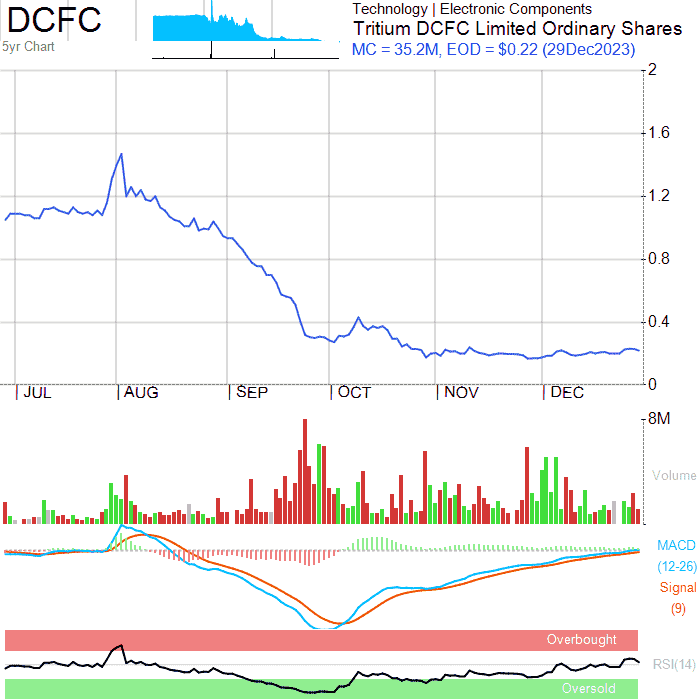 DCFC
5yr Chart
Technology | Electronic Components
Tritium DCFC Limited Ordinary Shares
MC = 35.2M, EOD = $0.22 (29Dec2023)
2
1.6
1.2
0.8
0.4
0
JUL AUG SEP OCT NOV DEC
8M
Volume
MACD
(12-26)
Signal
(9)
Overbought
RSI(14)
Oversold